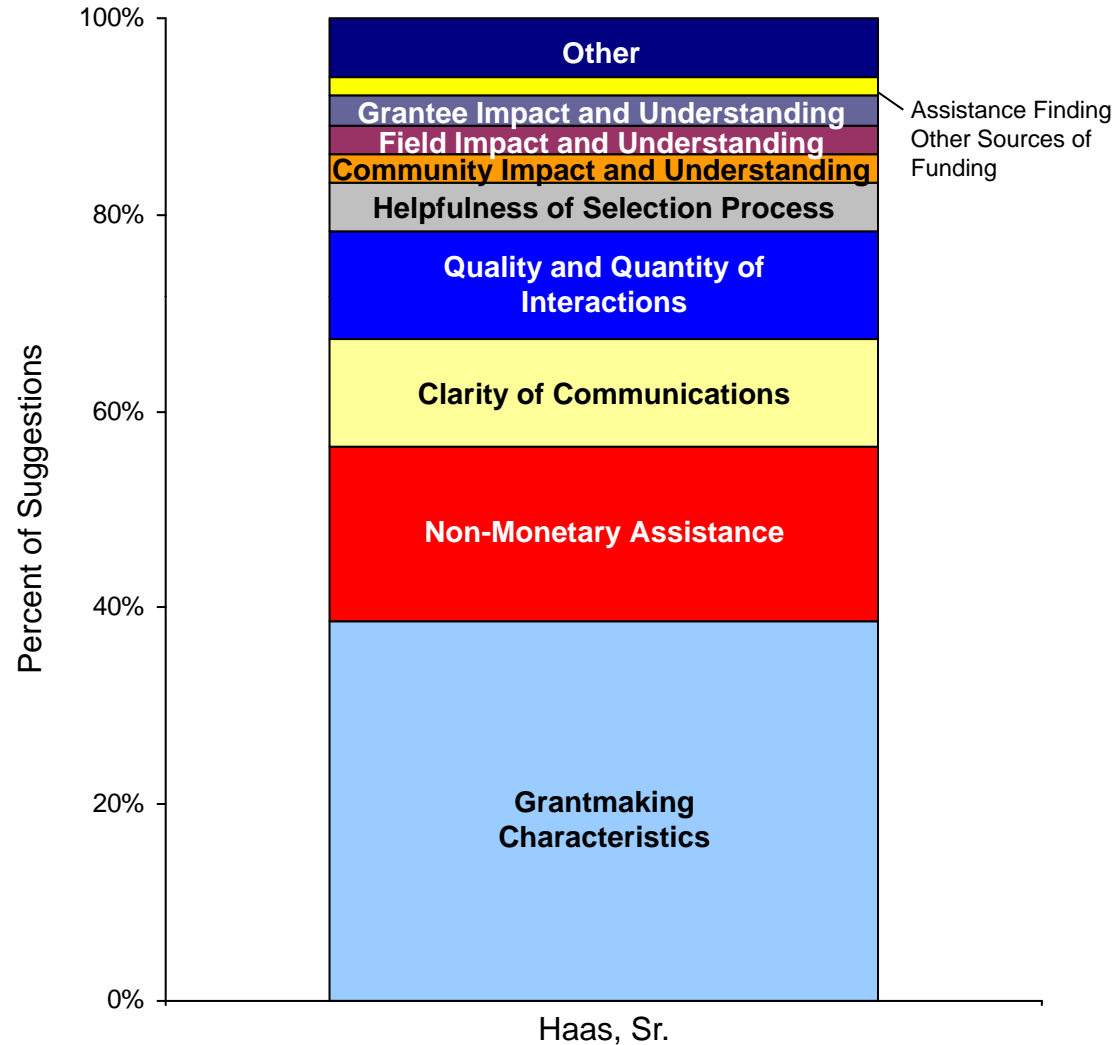 100%
80%
60%
40%
20%
0%
Percent of Suggestions
Other
Assistance Finding
Other Sources of
Funding
Grantee Impact and Understanding
Field Impact and Understanding
Community Impact and Understanding
Helpfulness of Selection Process
Quality and Quantity of
Interactions
Clarity of Communications
Non-Monetary Assistance
Grantmaking
Characteristics
Haas, Sr.